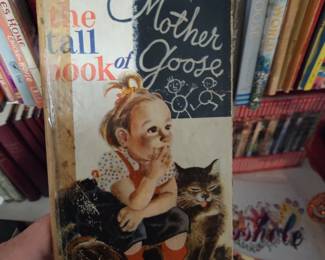 the
tall
book of
Mother
Goose